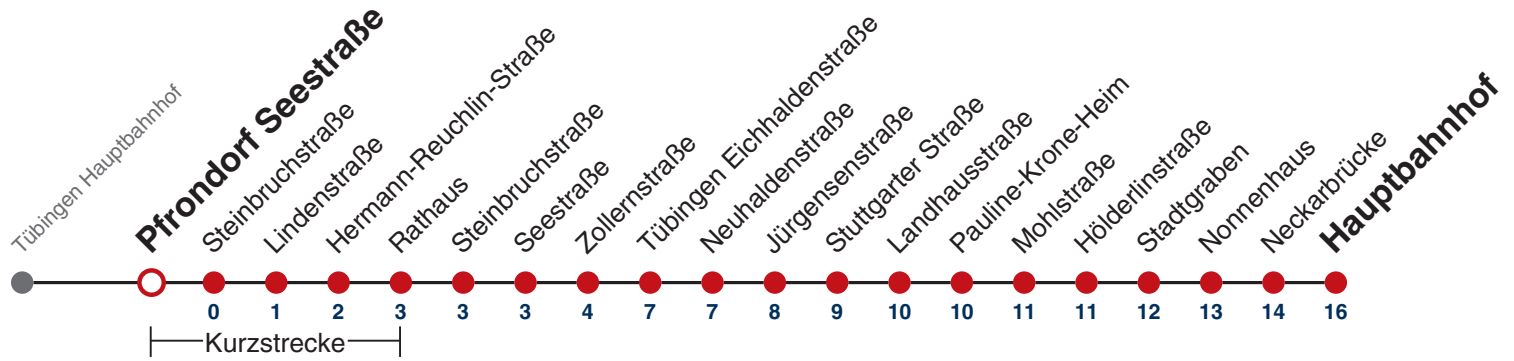 Tübingen Hauptbahnhof
Pfrondorf Seestraße
Steinbruchstraße
Lindenstraße
Hermann-Reuchlin-Straße
Rathaus
Steinbruchstraße
Seestraße
Zollernstraße
Tübingen Eichhaldenstraße
Neuhaldenstraße
Jürgensenstraße
Stuttgarter Straße
Landhausstraße
Pauline-Krone-Heim
Mohlstraße
Hölderlinstraße
Stadtgraben
Nonnenhaus
Neckarbrücke
Hauptbahnhof
0 1 2 3 3 3 4 7 7 8 9 10 10 11 11 12 13 14 16
Kurzstrecke